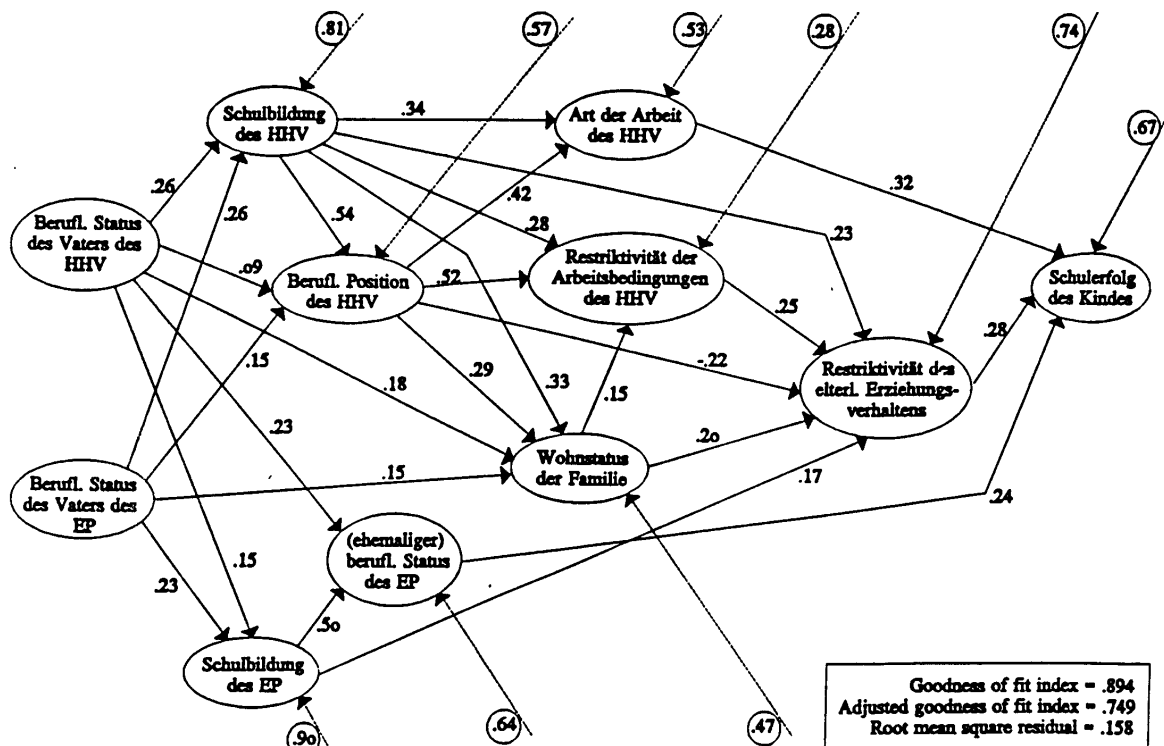 .81
.57
.53
.28
.74
.67
Schulbildung
des HHV
.34
Art der Arbeit
des HHV
.26
.26
.42
.32
.54
.28
.23
Berufl. Status
des Vaters des
HHV
.o9
Berufl. Position
des HHV
.52
Restriktivität der
Arbeitsbedingungen
des HHV
Schulerfolg
des Kindes
.25
.28
.15
.18
.29
.33
.15
-.22
Restriktivität des
elterl. Erziehungs-
verhaltens
.23
.2o
Berufl. Status
des Vaters des
EP
.15
Wohnstatus
der Familie
.17
.24
(ehemaliger)
berufl. Status
des EP
.23
.15
.5o
Schulbildung
des EP
.9o
.64
.47
Goodness of fit index = .894
Adjusted goodness of fit index = .749
Root mean square residual = .158